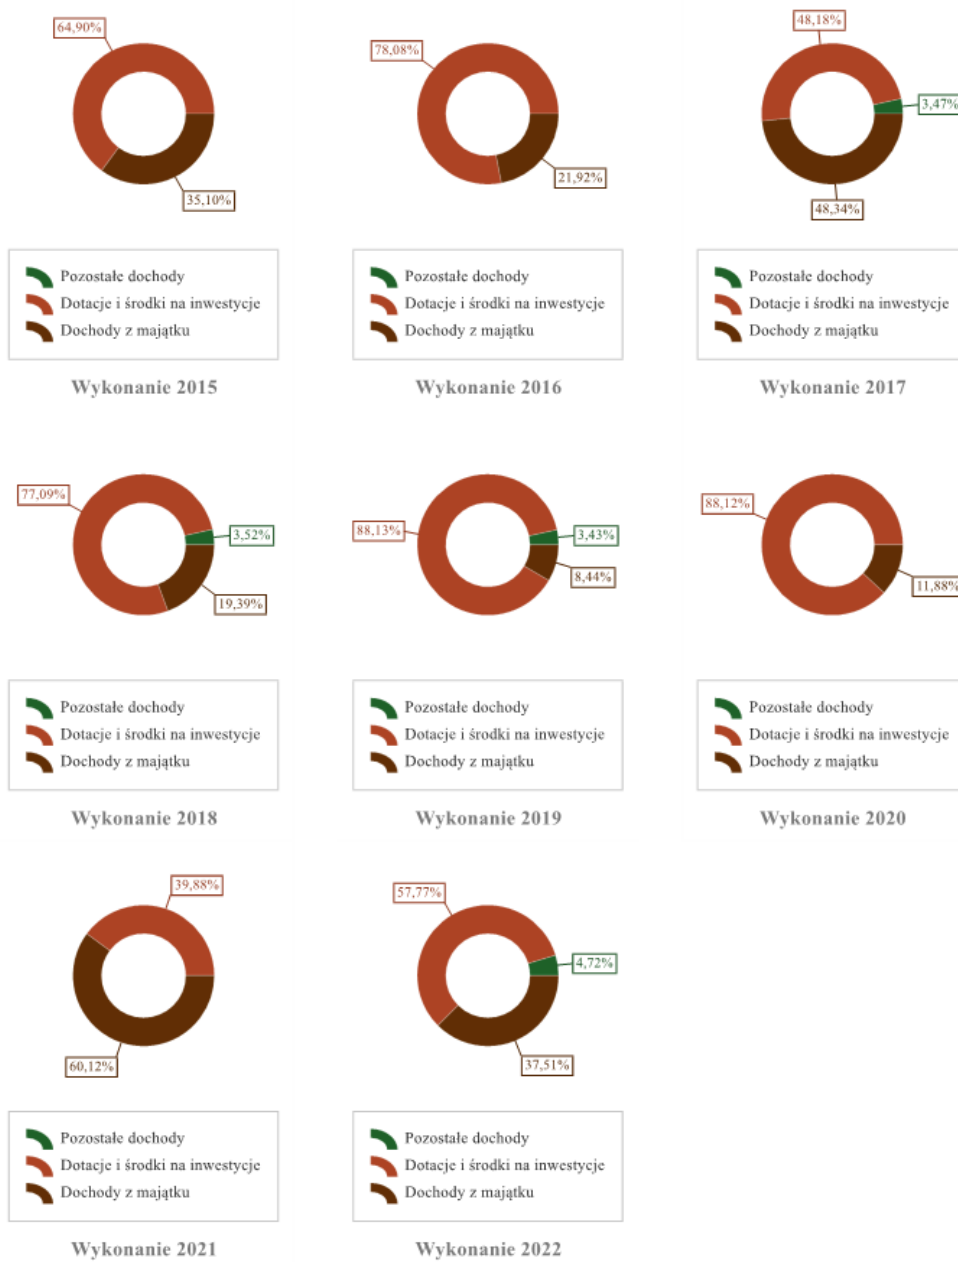 64,90%
35,10%
Pozostałe dochody
Dotacje i środki na inwestycje
Dochody z majątku
Wykonanie 2015
78,08%
21,92%
Pozostałe dochody
Dotacje i środki na inwestycje
Dochody z majątku
Wykonanie 2016
48,18%
3,47%
48,34%
Pozostałe dochody
Dotacje i środki na inwestycje
Dochody z majątku
Wykonanie 2017
77,09%
3,52%
19,39%
Pozostałe dochody
Dotacje i środki na inwestycje
Dochody z majątku
Wykonanie 2018
88,13%
3,43%
8,44%
Pozostałe dochody
Dotacje i środki na inwestycje
Dochody z majątku
Wykonanie 2019
88,12%
11,88%
Pozostałe dochody
Dotacje i środki na inwestycje
Dochody z majątku
Wykonanie 2020
39,88%
60,12%
Pozostałe dochody
Dotacje i środki na inwestycje
Dochody z majątku
Wykonanie 2021
57,77%
4,72%
37,51%
Pozostałe dochody
Dotacje i środki na inwestycje
Dochody z majątku
Wykonanie 2022